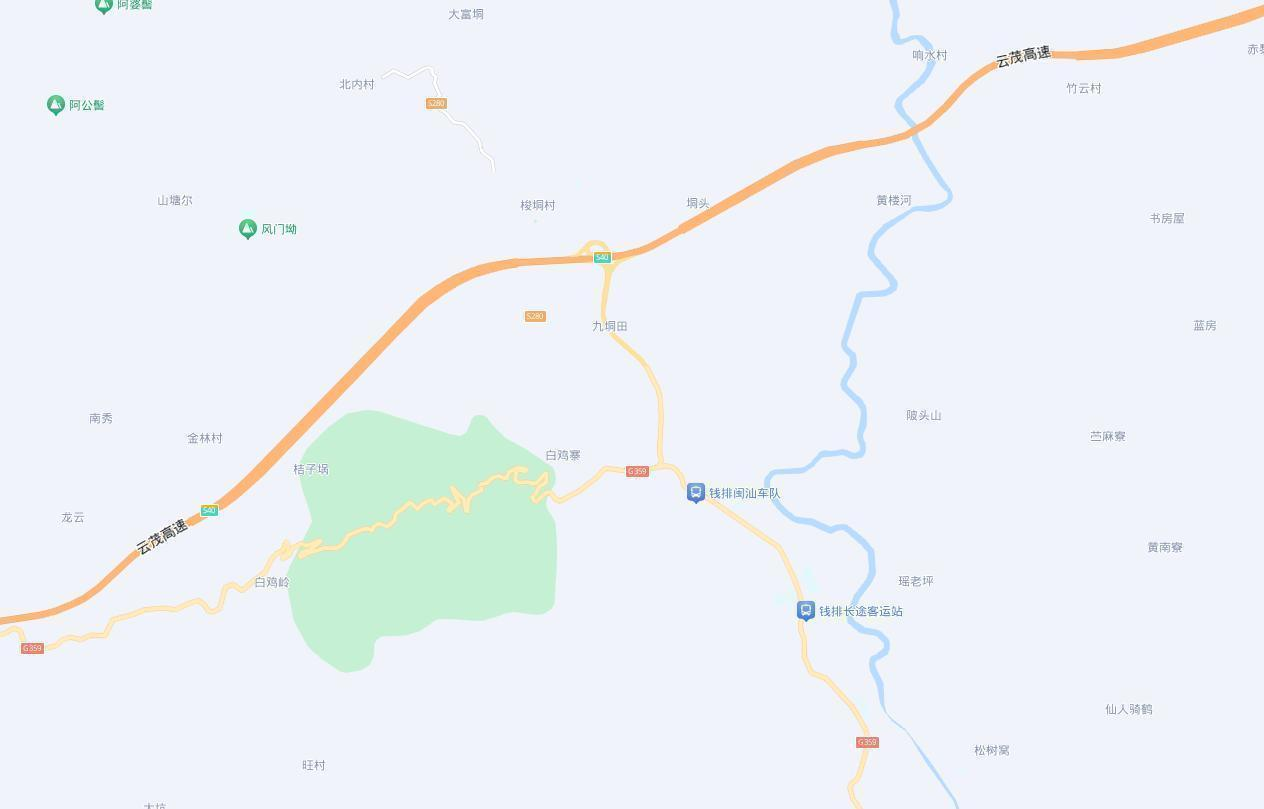 阿婆髻
大富垌
云茂高速
响水村
北内村
竹云村
阿公髻
S280
山塘尔
梭垌村
垌头
黄楼河
书房屋
风门坳
S40
S280
九垌田
蓝房
南秀
金林村
陂头山
苎麻寮
桔子埚
白鸡寨
G359
钱排闽汕车队
龙云
S40
云茂高速
黄南寮
白鸡岭
瑶老坪
钱排长途客运站
G359
仙人骑鹤
G359
松树窝
旺村